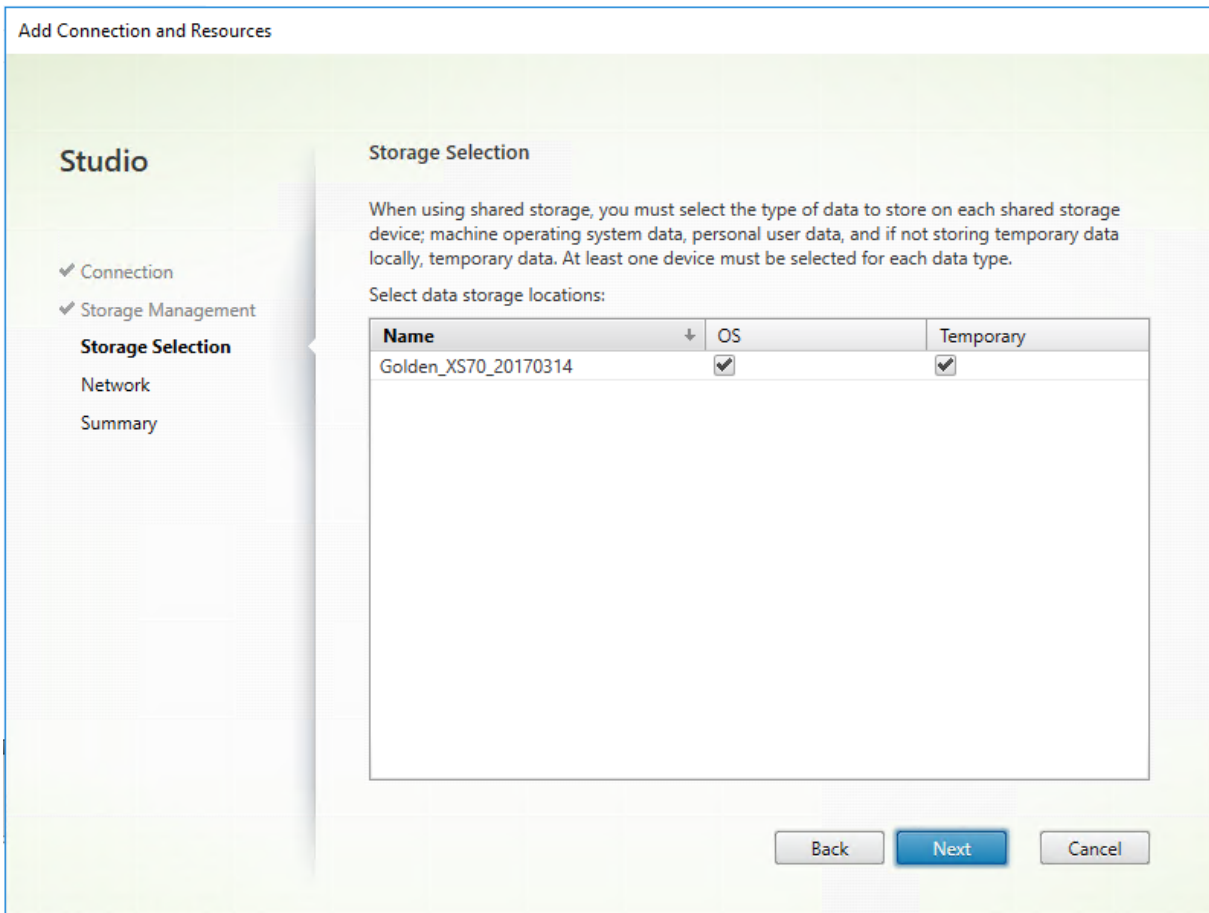 Add Connection and Resources
Studio
Connection
Storage Management
Storage Selection
Network
Summary
Storage Selection
When using shared storage, you must select the type of data to store on each shared storage
device; machine operating system data, personal user data, and if not storing temporary data
locally, temporary data. At least one device must be selected for each data type.
Select data storage locations:
Name OS Temporary
Golden_XS70_20170314
Back Next Cancel